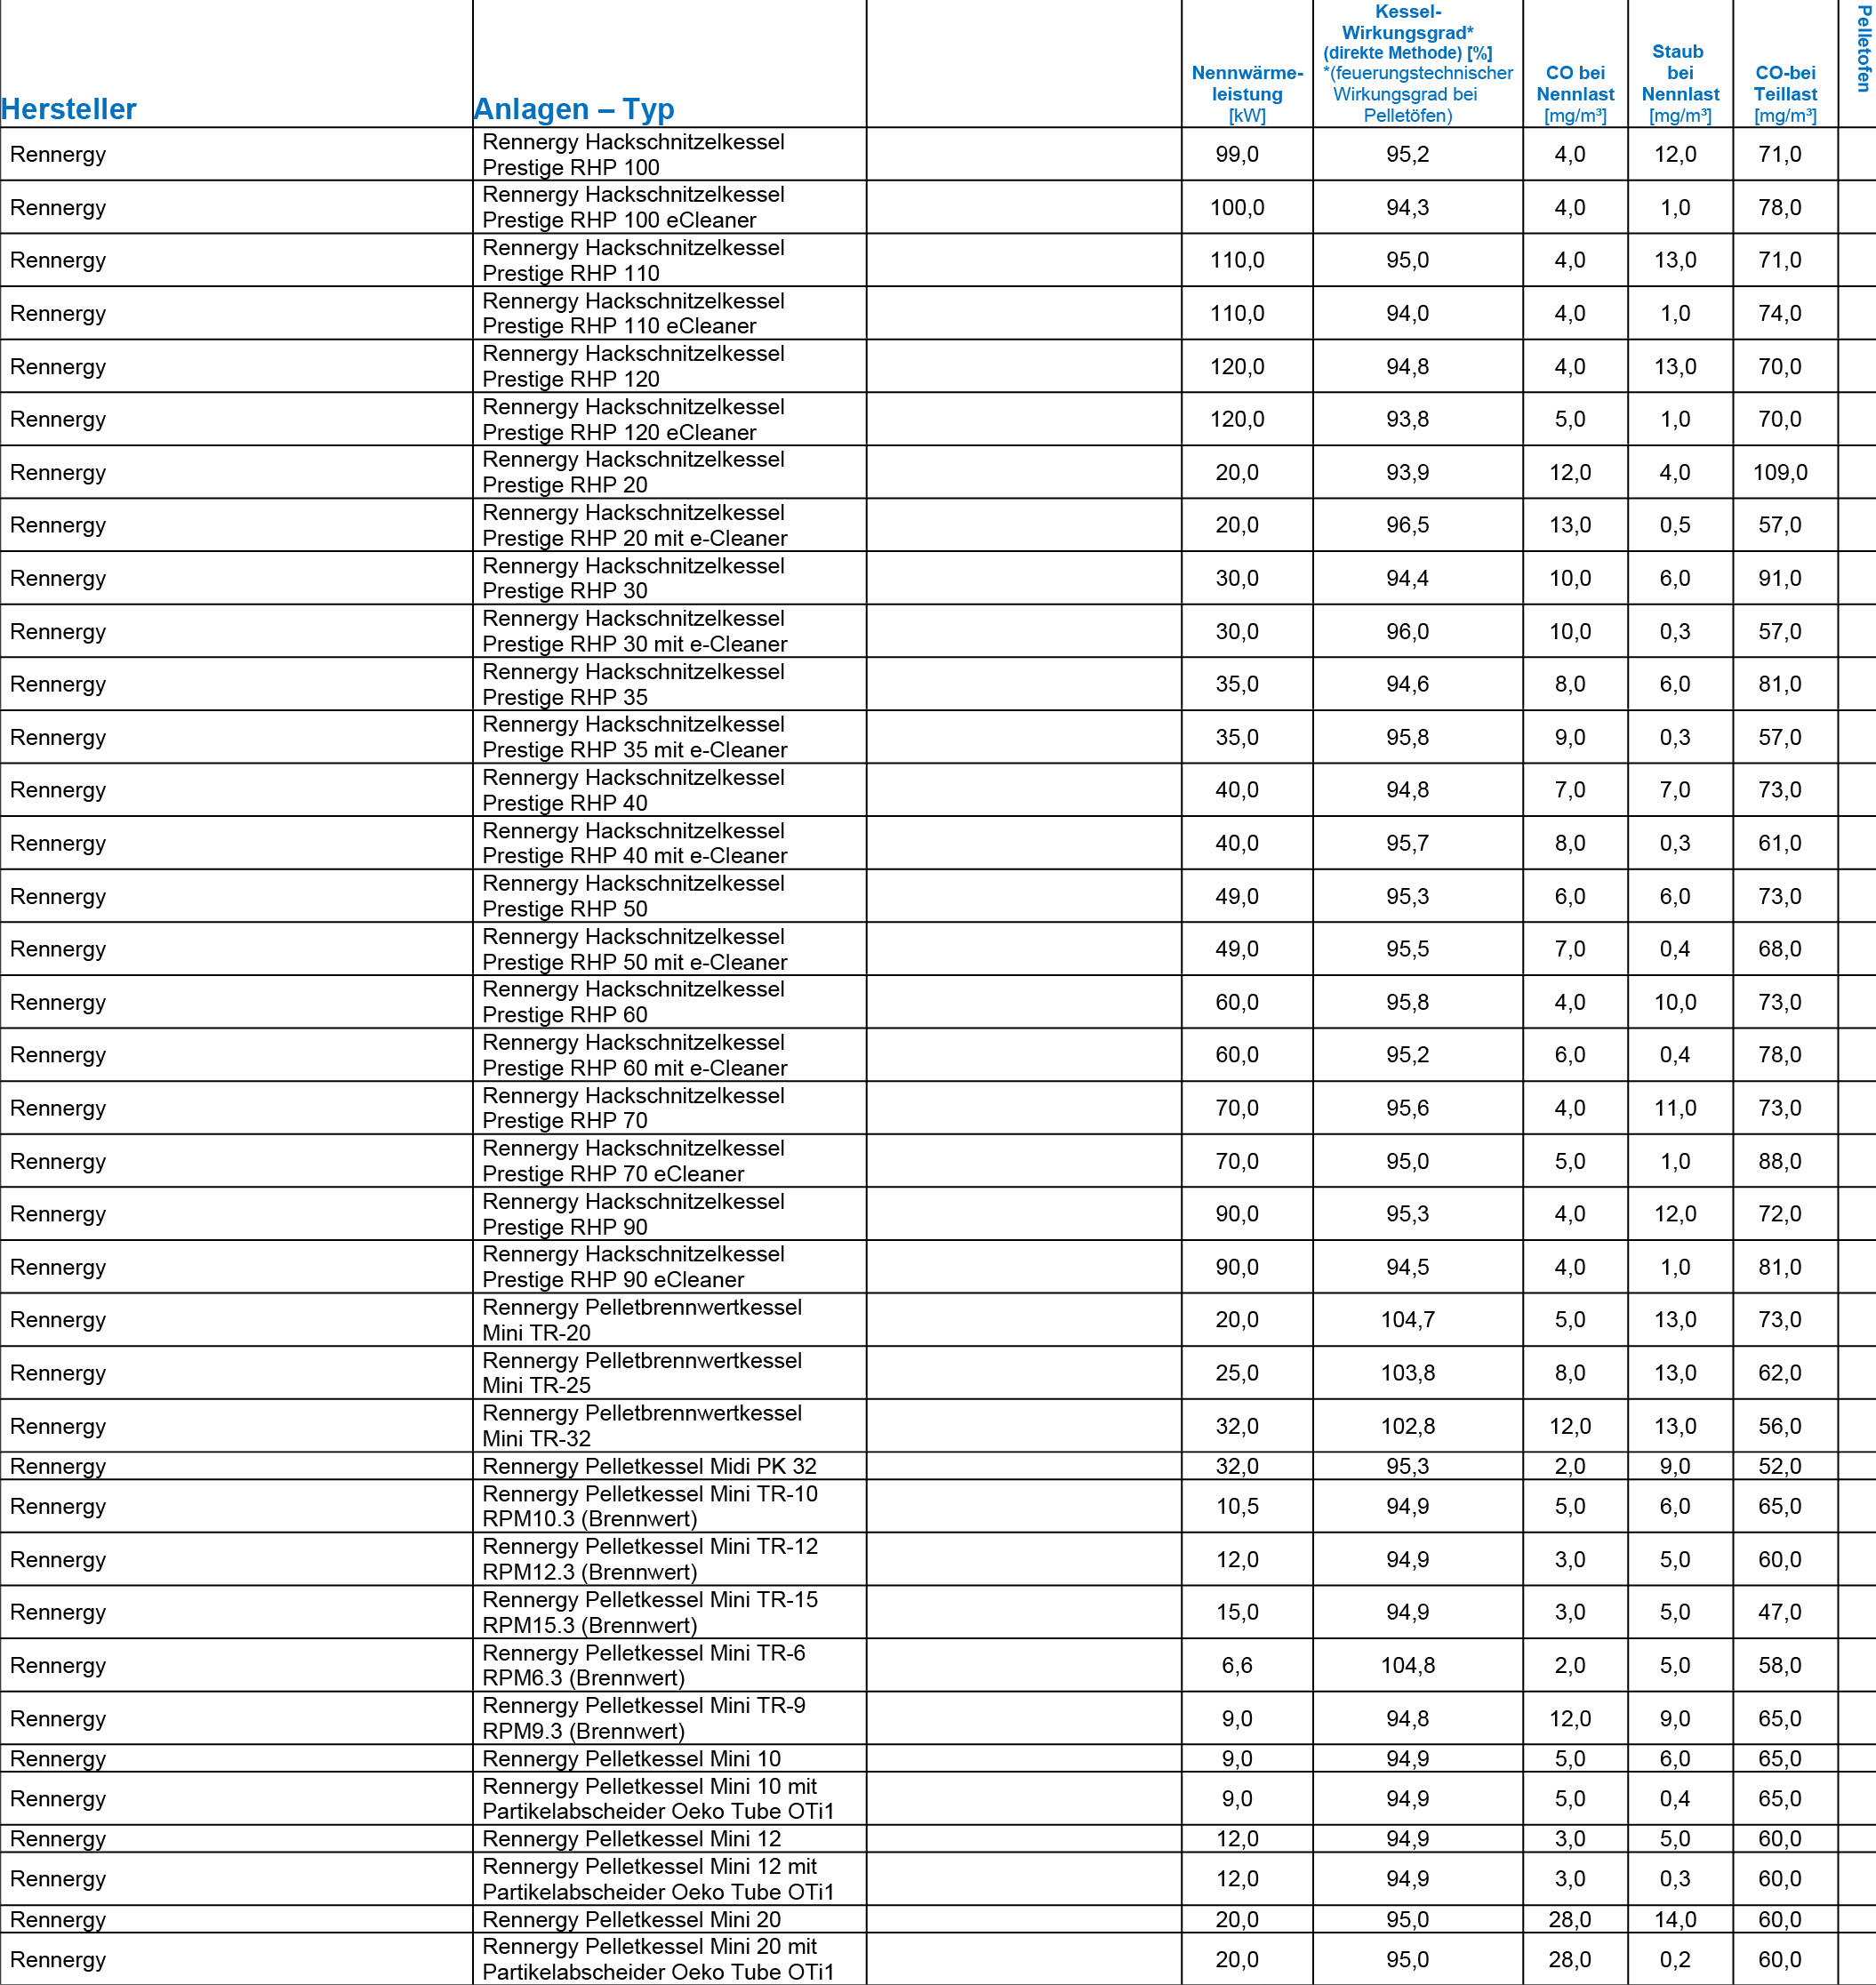 Hersteller
Anlagen – Typ
Nennwärme-
leistung
[kW]
Kessel-
Wirkungsgrad*
(direkte Methode) [%]
*(feuerungstechnischer
Wirkungsgrad bei
Pelletöfen)
CO bei
Nennlast
[mg/m³]
Staub
bei
Nennlast
[mg/m³]
CO-bei
Teillast
[mg/m³]
Pelletofen
Rennergy
Rennergy Hackschnitzelkessel
Prestige RHP 100
99,0 95,2 4,0 12,0 71,0
Rennergy
Rennergy Hackschnitzelkessel
Prestige RHP 100 eCleaner
100,0 94,3 4,0 1,0 78,0
Rennergy
Rennergy Hackschnitzelkessel
Prestige RHP 110
110,0 95,0 4,0 13,0 71,0
Rennergy
Rennergy Hackschnitzelkessel
Prestige RHP 110 eCleaner
110,0 94,0 4,0 1,0 74,0
Rennergy
Rennergy Hackschnitzelkessel
Prestige RHP 120
120,0 94,8 4,0 13,0 70,0
Rennergy
Rennergy Hackschnitzelkessel
Prestige RHP 120 eCleaner
120,0 93,8 5,0 1,0 70,0
Rennergy
Rennergy Hackschnitzelkessel
Prestige RHP 20
20,0 93,9 12,0 4,0 109,0
Rennergy
Rennergy Hackschnitzelkessel
Prestige RHP 20 mit e-Cleaner
20,0 96,5 13,0 0,5 57,0
Rennergy
Rennergy Hackschnitzelkessel
Prestige RHP 30
30,0 94,4 10,0 6,0 91,0
Rennergy
Rennergy Hackschnitzelkessel
Prestige RHP 30 mit e-Cleaner
30,0 96,0 10,0 0,3 57,0
Rennergy
Rennergy Hackschnitzelkessel
Prestige RHP 35
35,0 94,6 8,0 6,0 81,0
Rennergy
Rennergy Hackschnitzelkessel
Prestige RHP 35 mit e-Cleaner
35,0 95,8 9,0 0,3 57,0
Rennergy
Rennergy Hackschnitzelkessel
Prestige RHP 40
40,0 94,8 7,0 7,0 73,0
Rennergy
Rennergy Hackschnitzelkessel
Prestige RHP 40 mit e-Cleaner
40,0 95,7 8,0 0,3 61,0
Rennergy
Rennergy Hackschnitzelkessel
Prestige RHP 50
49,0 95,3 6,0 6,0 73,0
Rennergy
Rennergy Hackschnitzelkessel
Prestige RHP 50 mit e-Cleaner
49,0 95,5 7,0 0,4 68,0
Rennergy
Rennergy Hackschnitzelkessel
Prestige RHP 60
60,0 95,8 4,0 10,0 73,0
Rennergy
Rennergy Hackschnitzelkessel
Prestige RHP 60 mit e-Cleaner
60,0 95,2 6,0 0,4 78,0
Rennergy
Rennergy Hackschnitzelkessel
Prestige RHP 70
70,0 95,6 4,0 11,0 73,0
Rennergy
Rennergy Hackschnitzelkessel
Prestige RHP 70 eCleaner
70,0 95,0 5,0 1,0 88,0
Rennergy
Rennergy Hackschnitzelkessel
Prestige RHP 90
90,0 95,3 4,0 12,0 72,0
Rennergy
Rennergy Hackschnitzelkessel
Prestige RHP 90 eCleaner
90,0 94,5 4,0 1,0 81,0
Rennergy
Rennergy Pelletbrennwertkessel
Mini TR-20
20,0 104,7 5,0 13,0 73,0
Rennergy
Rennergy Pelletbrennwertkessel
Mini TR-25
25,0 103,8 8,0 13,0 62,0
Rennergy
Rennergy Pelletbrennwertkessel
Mini TR-32
32,0 102,8 12,0 13,0 56,0
Rennergy Rennergy Pelletkessel Midi PK 32 32,0 95,3 2,0 9,0 52,0
Rennergy
Rennergy Pelletkessel Mini TR-10
RPM10.3 (Brennwert)
10,5 94,9 5,0 6,0 65,0
Rennergy
Rennergy Pelletkessel Mini TR-12
RPM12.3 (Brennwert)
12,0 94,9 3,0 5,0 60,0
Rennergy
Rennergy Pelletkessel Mini TR-15
RPM15.3 (Brennwert)
15,0 94,9 3,0 5,0 47,0
Rennergy
Rennergy Pelletkessel Mini TR-6
RPM6.3 (Brennwert)
6,6 104,8 2,0 5,0 58,0
Rennergy
Rennergy Pelletkessel Mini TR-9
RPM9.3 (Brennwert)
9,0 94,8 12,0 9,0 65,0
Rennergy Rennergy Pelletkessel Mini 10 9,0 94,9 5,0 6,0 65,0
Rennergy
Rennergy Pelletkessel Mini 10 mit
Partikelabscheider Oeko Tube OTi1
9,0 94,9 5,0 0,4 65,0
Rennergy Rennergy Pelletkessel Mini 12 12,0 94,9 3,0 5,0 60,0
Rennergy
Rennergy Pelletkessel Mini 12 mit
Partikelabscheider Oeko Tube OTi1
12,0 94,9 3,0 0,3 60,0
Rennergy Rennergy Pelletkessel Mini 20 20,0 95,0 28,0 14,0 60,0
Rennergy
Rennergy Pelletkessel Mini 20 mit
Partikelabscheider Oeko Tube OTi1
20,0 95,0 28,0 0,2 60,0